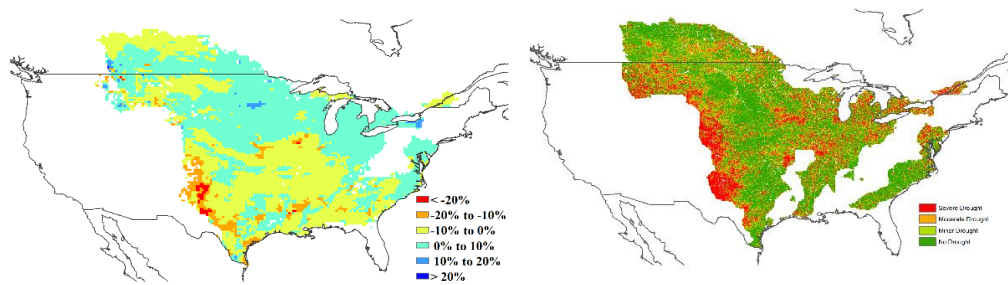 < -20%
-20% to -10%
-10% to 0%
0% to 10%
10% to 20%
> 20%
Severe Drought
Moderate Drought
Minor Drought
No Drought